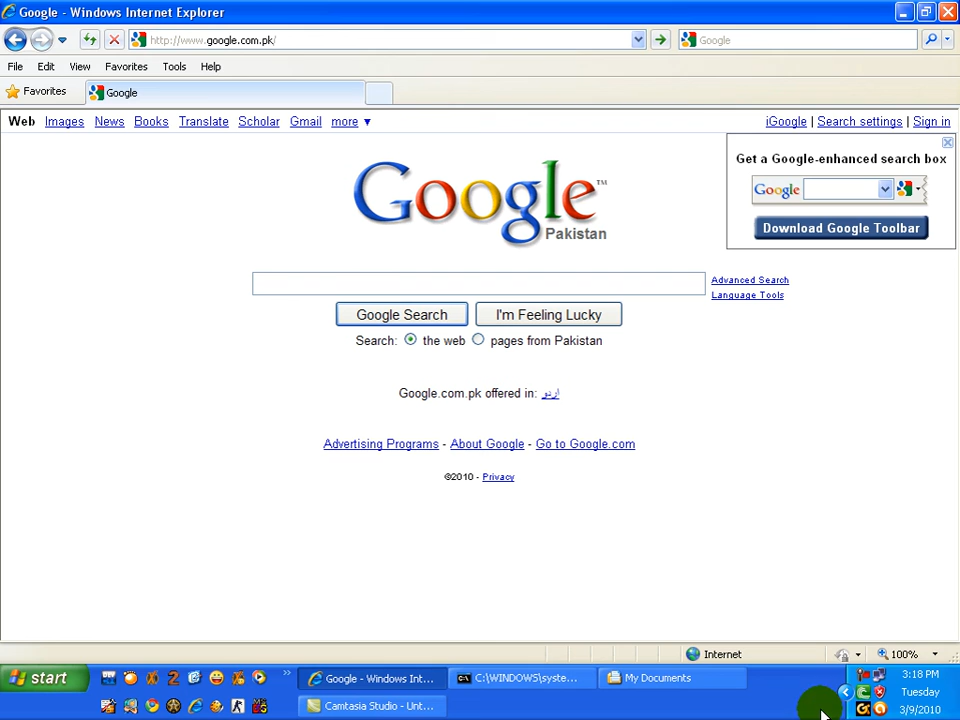 Google - Windows Internet Explorer
http://www.google.com.pk/
Google
File Edit View Favorites Tools Help
Favorites
Google
Web Images News Books Translate Scholar Gmail more ▼
iGoogle | Search settings | Sign in
Get a Google-enhanced search box
Google
Download Google Toolbar
Google™
Pakistan
Advanced Search
Language Tools
Google Search
I'm Feeling Lucky
Search: the web pages from Pakistan
Google.com.pk offered in: اردو
Advertising Programs - About Google - Go to Google.com
©2010 - Privacy
Internet
100%
start
Google - Windows Int...
C:\WINDOWS\syste...
My Documents
3:18 PM
Tuesday
Camtasia Studio - Unt...
3/9/2010